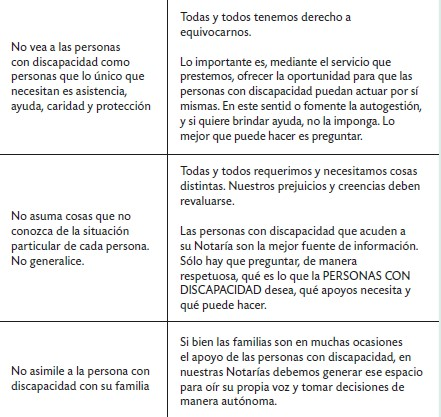 No vea a las personas
con discapacidad como
personas que lo único que
necesitan es asistencia,
ayuda, caridad y protección
Todas y todos tenemos derecho a
equivocarnos.
Lo importante es, mediante el servicio que
prestemos, ofrecer la oportunidad para que las
personas con discapacidad puedan actuar por sí
mismas. En este sentid o fomente la autogestión,
y si quiere brindar ayuda, no la imponga. Lo
mejor que puede hacer es preguntar.
No asuma cosas que no
conozca de la situación
particular de cada persona.
No generalice.
Todas y todos requerimos y necesitamos cosas
distintas. Nuestros prejuicios y creencias deben
revaluarse.
Las personas con discapacidad que acuden a
su Notaría son la mejor fuente de información.
Sólo hay que preguntar, de manera
respetuosa, qué es lo que la PERSONAS CON
DISCAPACIDAD desea, qué apoyos necesita y
qué puede hacer.
No asimile a la persona con
discapacidad con su familia
Si bien las familias son en muchas ocasiones
el apoyo de las personas con discapacidad, en
nuestras Notarías debemos generar ese espacio
para oír su propia voz y tomar decisiones de
manera autónoma.